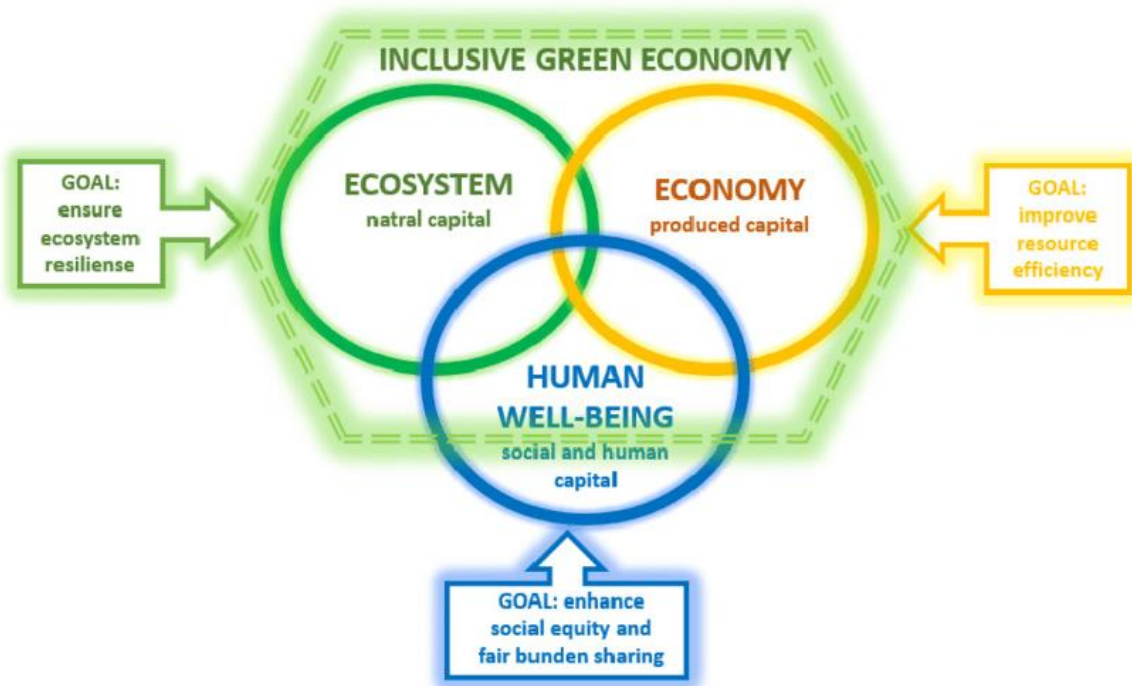 INCLUSIVE GREEN ECONOMY
GOAL:
ensure
ecosystem
resiliense
ECOSYSTEM
natral capital
ECONOMY
produced capital
GOAL:
improve
resource
efficiency
HUMAN
WELL-BEING
social and human
capital
GOAL: enhance
social equity and
fair bunden sharing